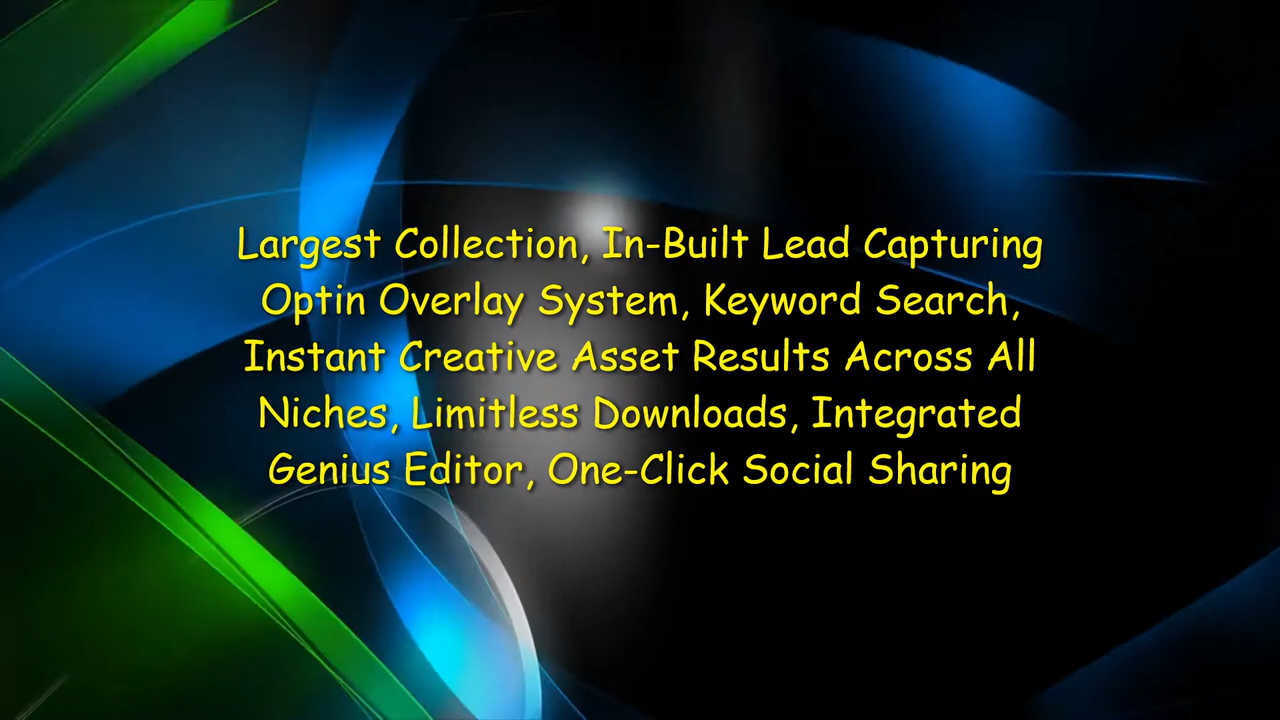 Largest Collection, In-Built Lead Capturing
Optin Overlay System, Keyword Search,
Instant Creative Asset Results Across All
Niches, Limitless Downloads, Integrated
Genius Editor, One-Click Social Sharing